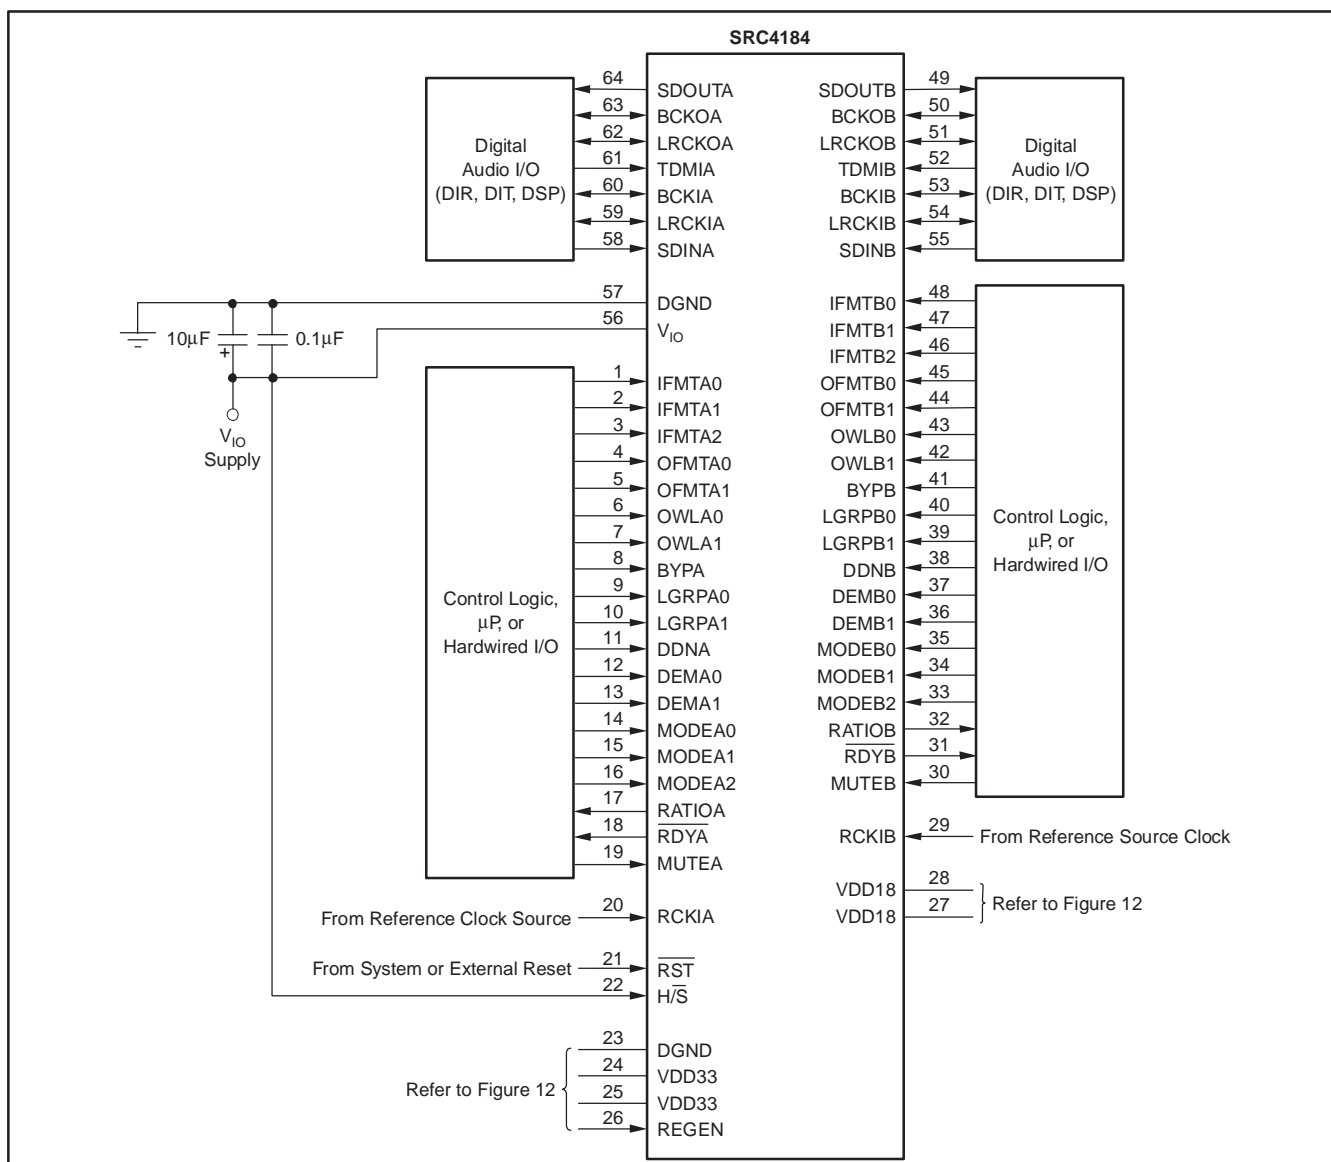 SRC4184
Digital
Audio I/O
(DIR, DIT, DSP)
64 SDOUTA
63 BCKOA
62 LRCKOA
61 TDMIA
60 BCKIA
59 LRCKIA
58 SDINA
57 DGND
56 VIO
10µF
+
0.1µF
VIO
Supply
Control Logic,
µP, or
Hardwired I/O
1 IFMTA0
2 IFMTA1
3 IFMTA2
4 OFMTA0
5 OFMTA1
6 OWLA0
7 OWLA1
8 BYPA
9 LGRPA0
10 LGRPA1
11 DDNA
12 DEMA0
13 DEMA1
14 MODEA0
15 MODEA1
16 MODEA2
17 RATIOA
18 RDYA
19 MUTEA
From Reference Clock Source 20 RCKIA
From System or External Reset 21 RST
22 H/S
Refer to Figure 12
23 DGND
24 VDD33
25 VDD33
26 REGEN
SDOUTB 49
BCKOB 50
LRCKOB 51
TDMIB 52
BCKIB 53
LRCKIB 54
SDINB 55
Digital
Audio I/O
(DIR, DIT, DSP)
IFMTB0 48
IFMTB1 47
IFMTB2 46
OFMTB0 45
OFMTB1 44
OWLB0 43
OWLB1 42
BYPB 41
LGRPB0 40
LGRPB1 39
DDNB 38
DEMB0 37
DEMB1 36
MODEB0 35
MODEB1 34
MODEB2 33
RATIOB 32
RDYB 31
MUTEB 30
Control Logic,
µP, or
Hardwired I/O
RCKIB 29 From Reference Source Clock
VDD18 28
VDD18 27
Refer to Figure 12